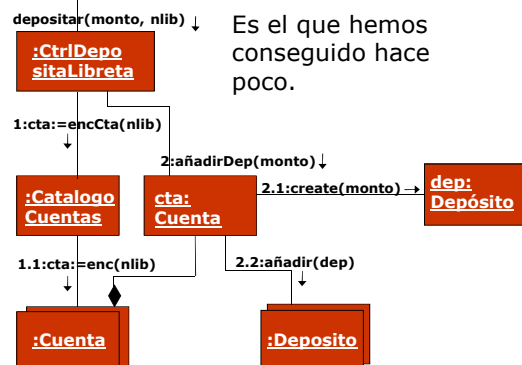 depositar(monto, nlib)
Es el que hemos
conseguido hace
poco.
:CtrlDepo
sitaLibreta
1:cta:=encCta(nlib)
2:añadirDep(monto)
:Catalogo
Cuentas
cta:
Cuenta
2.1:create(monto)
dep:
Depósito
1.1:cta:=enc(nlib)
2.2:añadir(dep)
:Cuenta
:Deposito